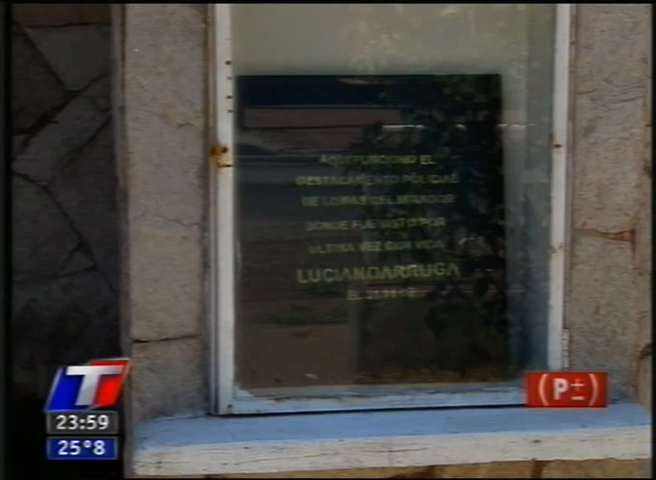 AQUI FUNCIONO EL
DESTACAMENTO POLICIAL
DE LOMAS DEL MIRADOR
DONDE FUE VISTO POR
ULTIMA VEZ CON VIDA
LUCIANO ARRUGA
EL
T
23:59
25°8
(P±)